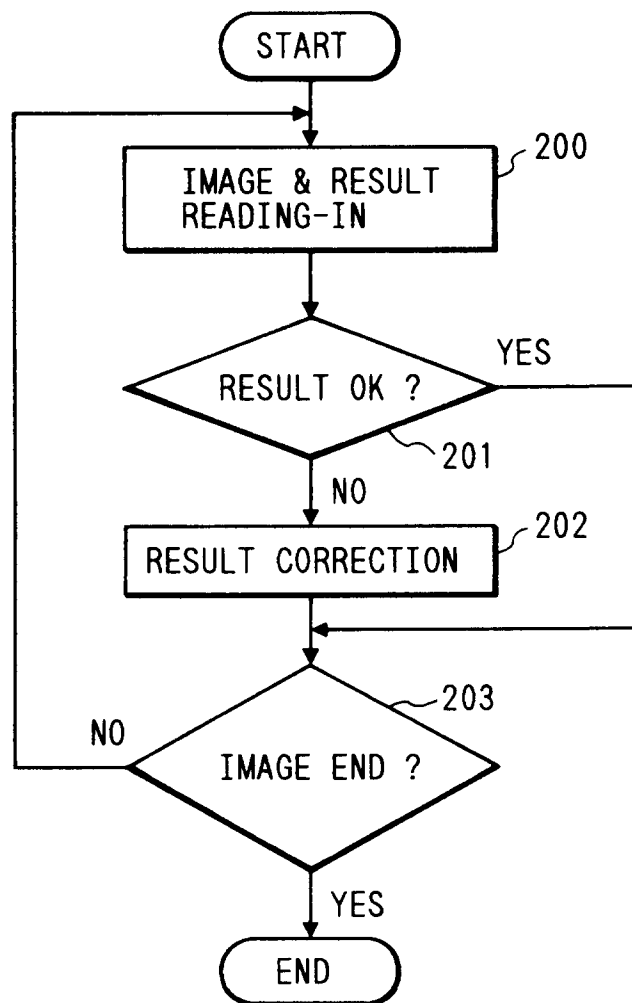 START
200
IMAGE & RESULT
READING-IN
YES
RESULT OK ?
201
NO
202
RESULT CORRECTION
203
NO
IMAGE END ?
YES
END